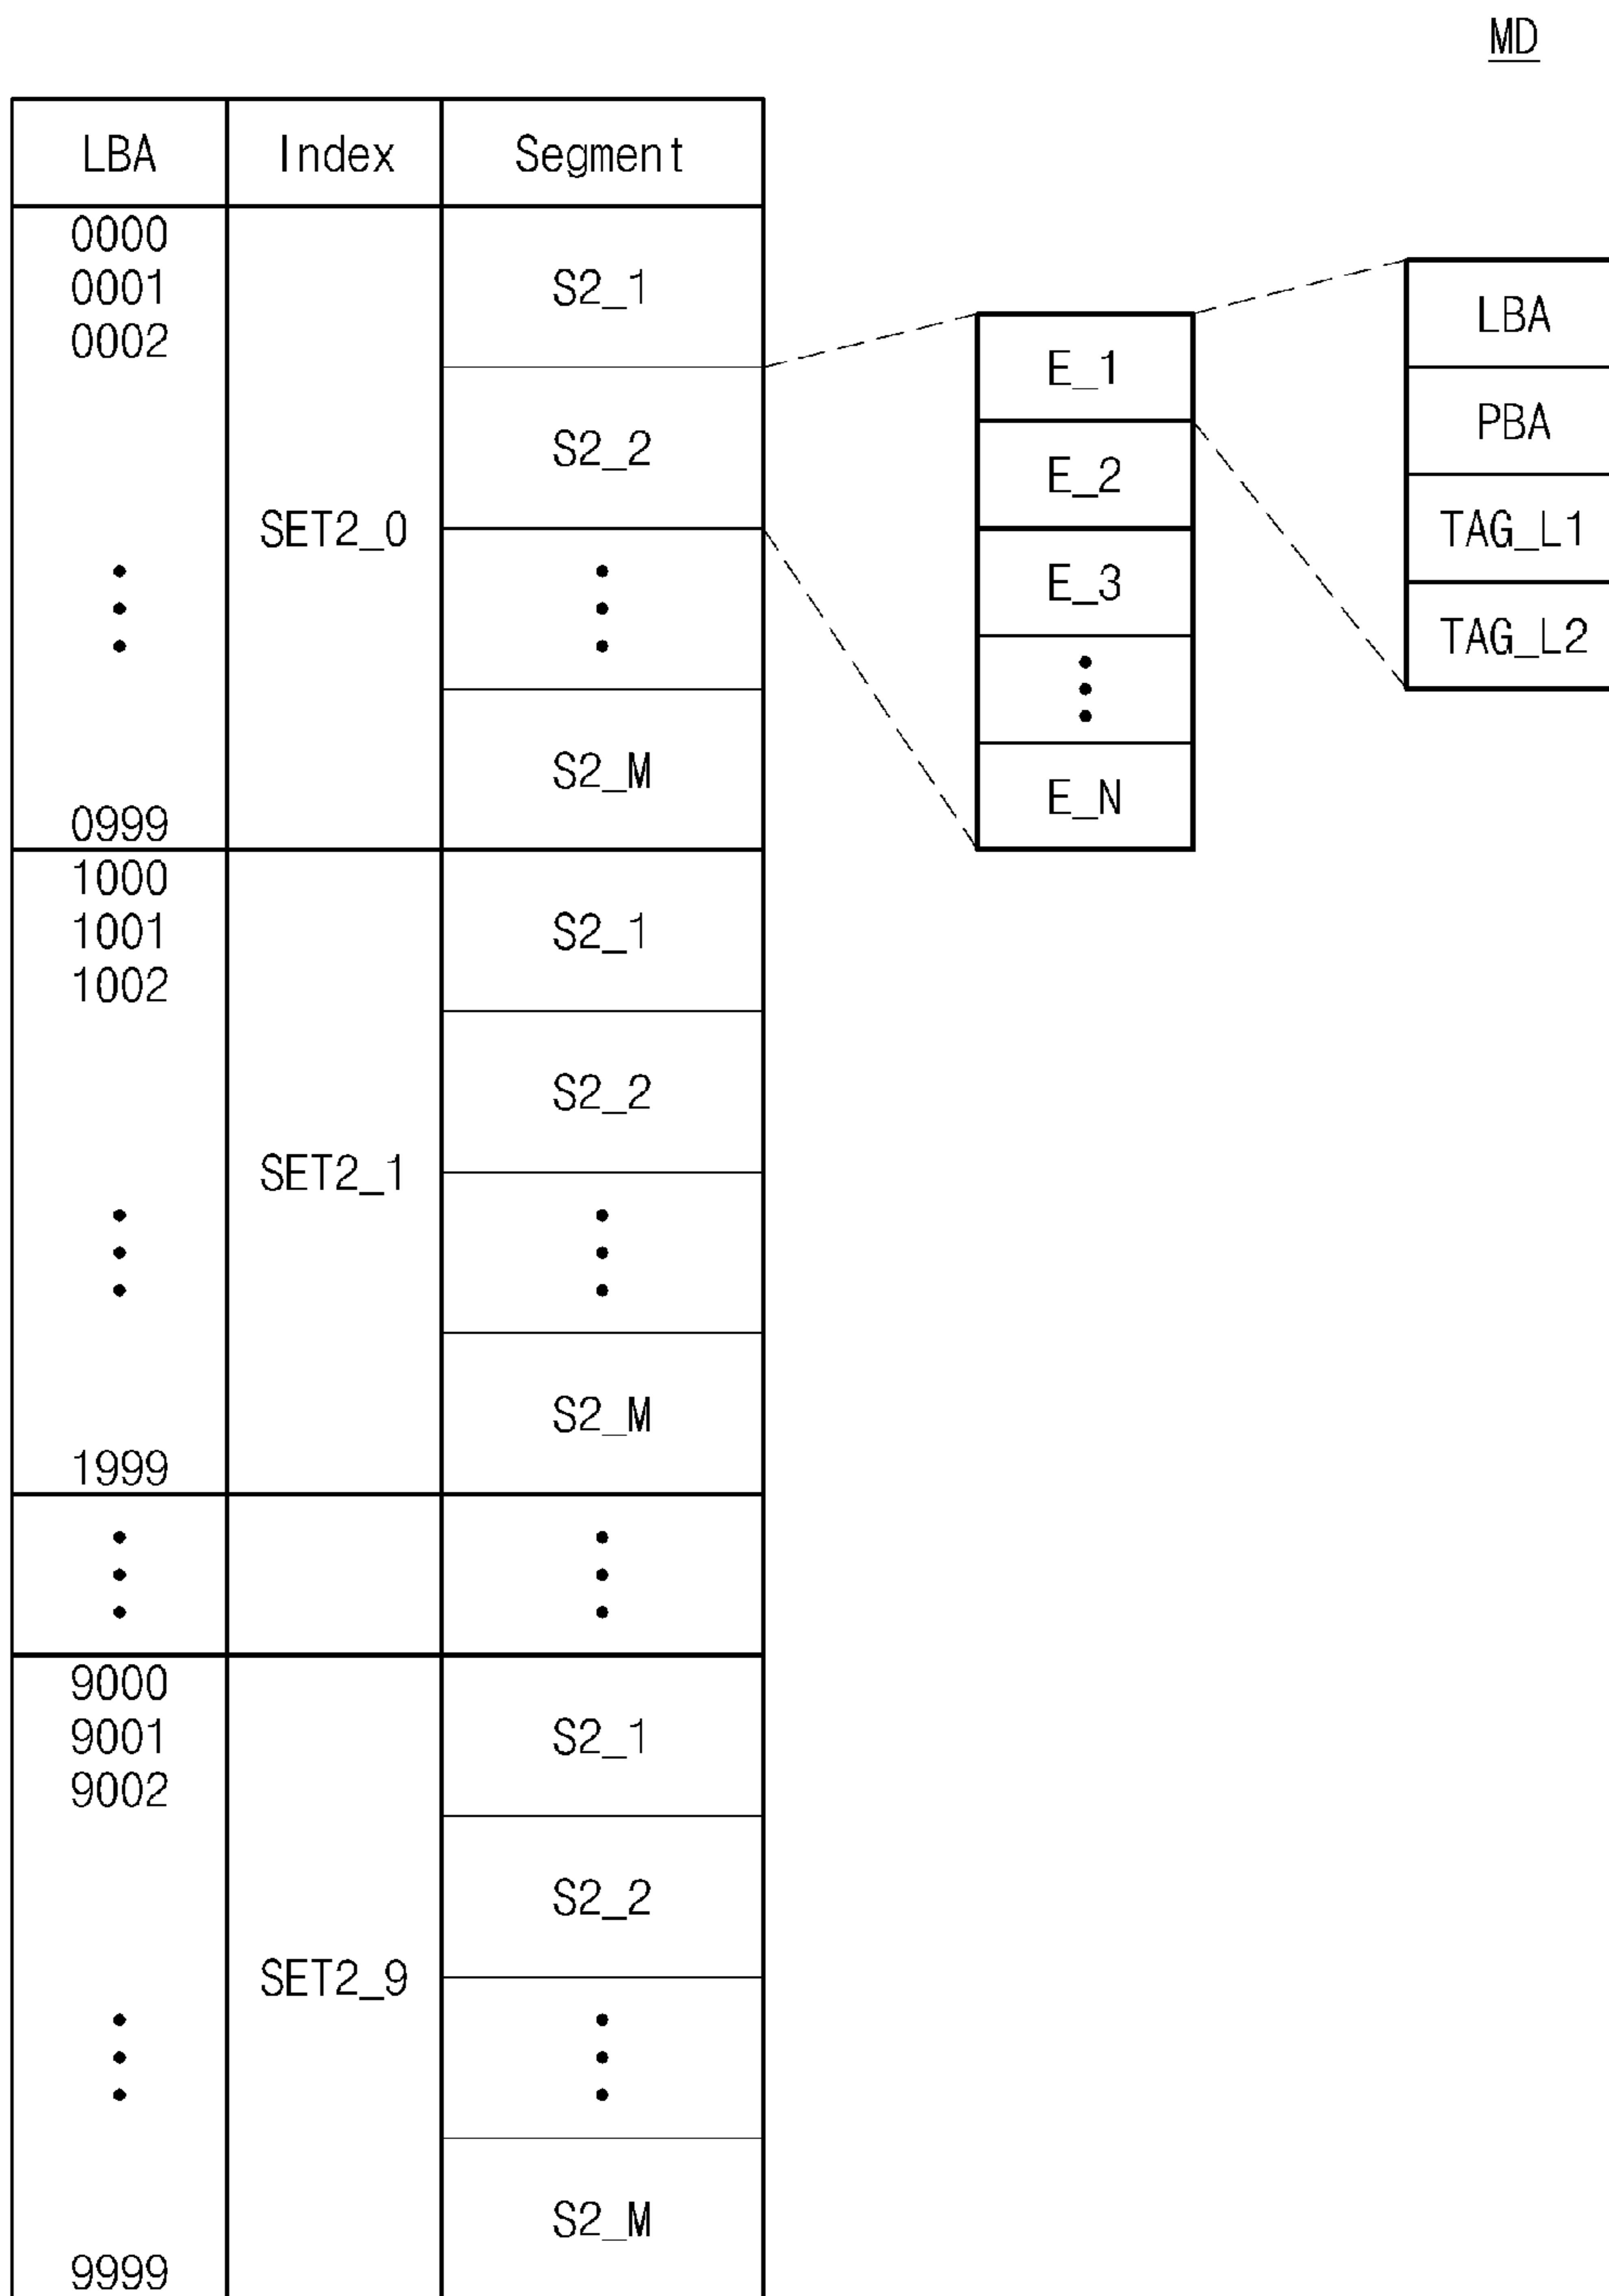 MD
LBA Index Segment
0000
0001
0002
0999
SET2_0
S2_1
S2_2
S2_M
E_1
E_2
E_3
E_N
LBA
PBA
TAG_L1
TAG_L2
1000
1001
1002
1999
SET2_1
S2_1
S2_2
S2_M
9000
9001
9002
9999
SET2_9
S2_1
S2_2
S2_M